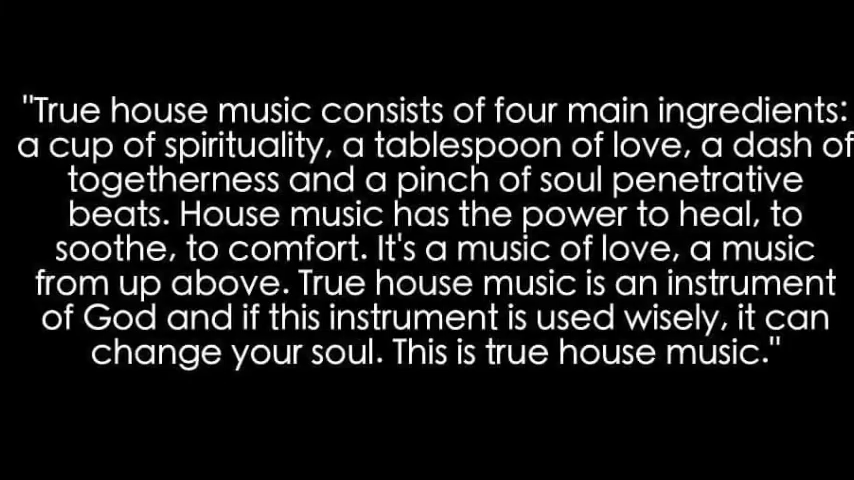 "True house music consists of four main ingredients:
a cup of spirituality, a tablespoon of love, a dash of
togetherness and a pinch of soul penetrative
beats. House music has the power to heal, to
soothe, to comfort. It's a music of love, a music
from up above. True house music is an instrument
of God and if this instrument is used wisely, it can
change your soul. This is true house music."